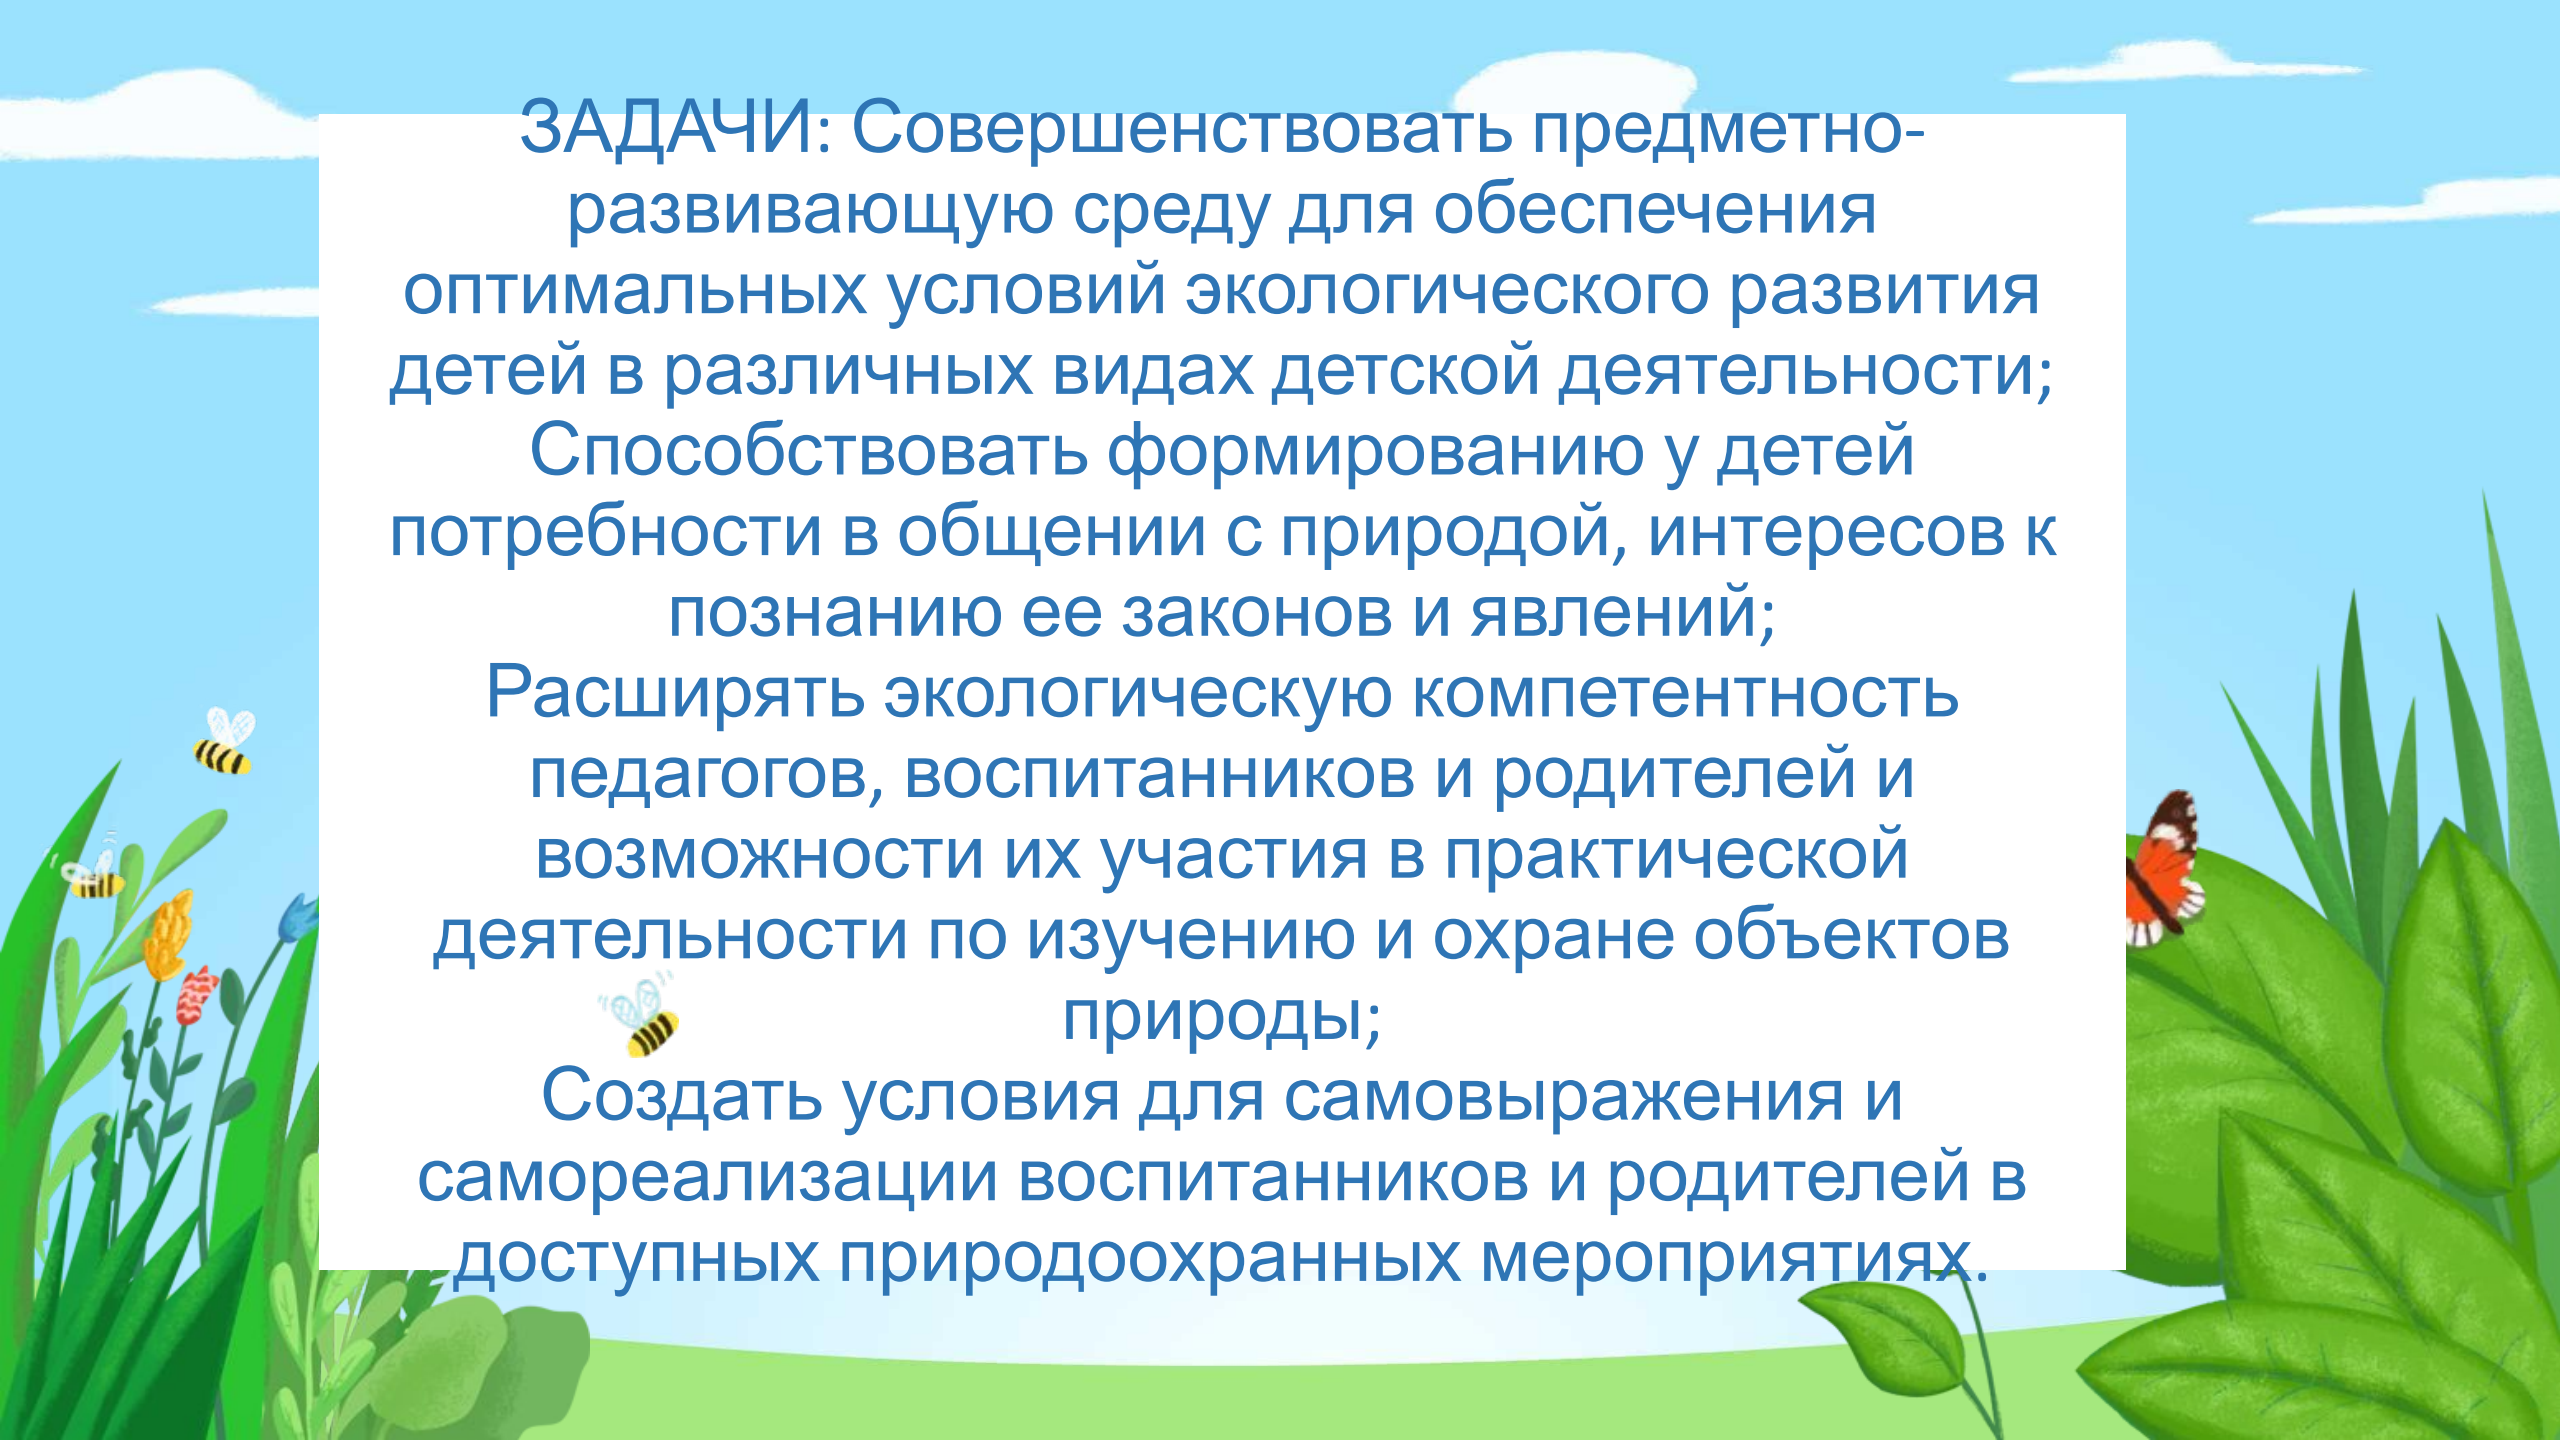 ЗАДАЧИ: Совершенствовать предметно-
развивающую среду для обеспечения
оптимальных условий экологического развития
детей в различных видах детской деятельности;
Способствовать формированию у детей
потребности в общении с природой, интересов к
познанию ее законов и явлений;
Расширять экологическую компетентность
педагогов, воспитанников и родителей и
возможности их участия в практической
деятельности по изучению и охране объектов
природы;
Создать условия для самовыражения и
самореализации воспитанников и родителей в
доступных природоохранных мероприятиях.